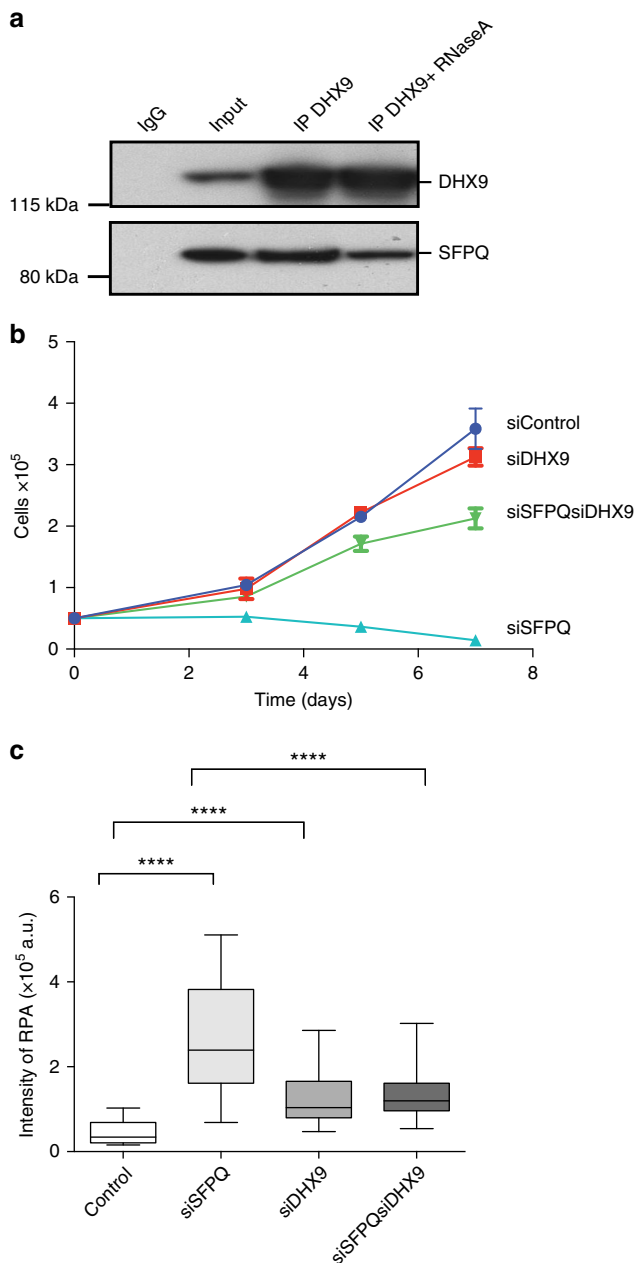 a
IgG
Input
IP DHX9
IP DHX9+ RNaseA
DHX9
115 kDa
SFPQ
80 kDa
b
5
4
3
2
1
0
Cells ×10⁵
0
2
4
6
8
Time (days)
siControl
siDHX9
siSFPQsiDHX9
siSFPQ
c
****
****
****
6
4
2
0
Intensity of RPA (×10⁵ a.u.)
Control
siSFPQ
siDHX9
siSFPQsiDHX9